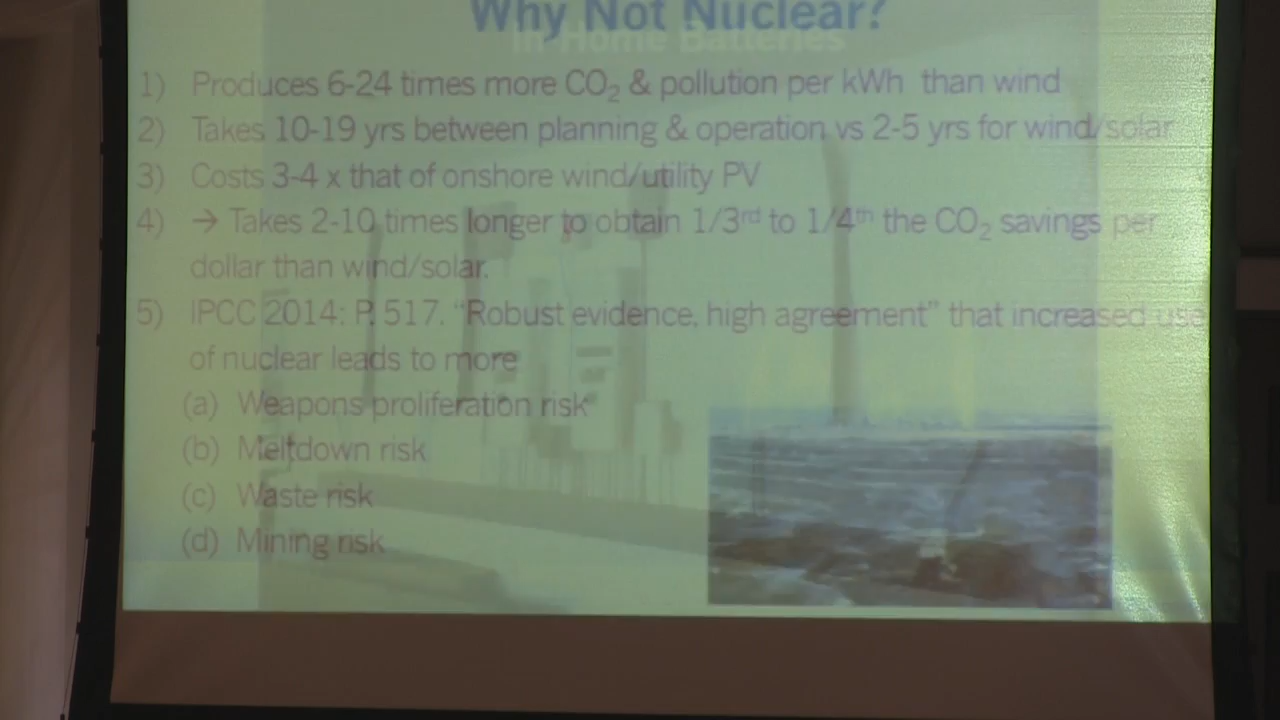 Why Not Nuclear?
In-Home Batteries
1) Produces 6-24 times more CO₂ & pollution per kWh than wind
2) Takes 10-19 yrs between planning & operation vs 2-5 yrs for wind/solar
3) Costs 3-4 x that of onshore wind/utility PV
4) → Takes 2-10 times longer to obtain 1/3rd to 1/4th the CO₂ savings per
dollar than wind/solar.
5) IPCC 2014: P. 517. “Robust evidence, high agreement” that increased use
of nuclear leads to more
(a) Weapons proliferation risk
(b) Meltdown risk
(c) Waste risk
(d) Mining risk